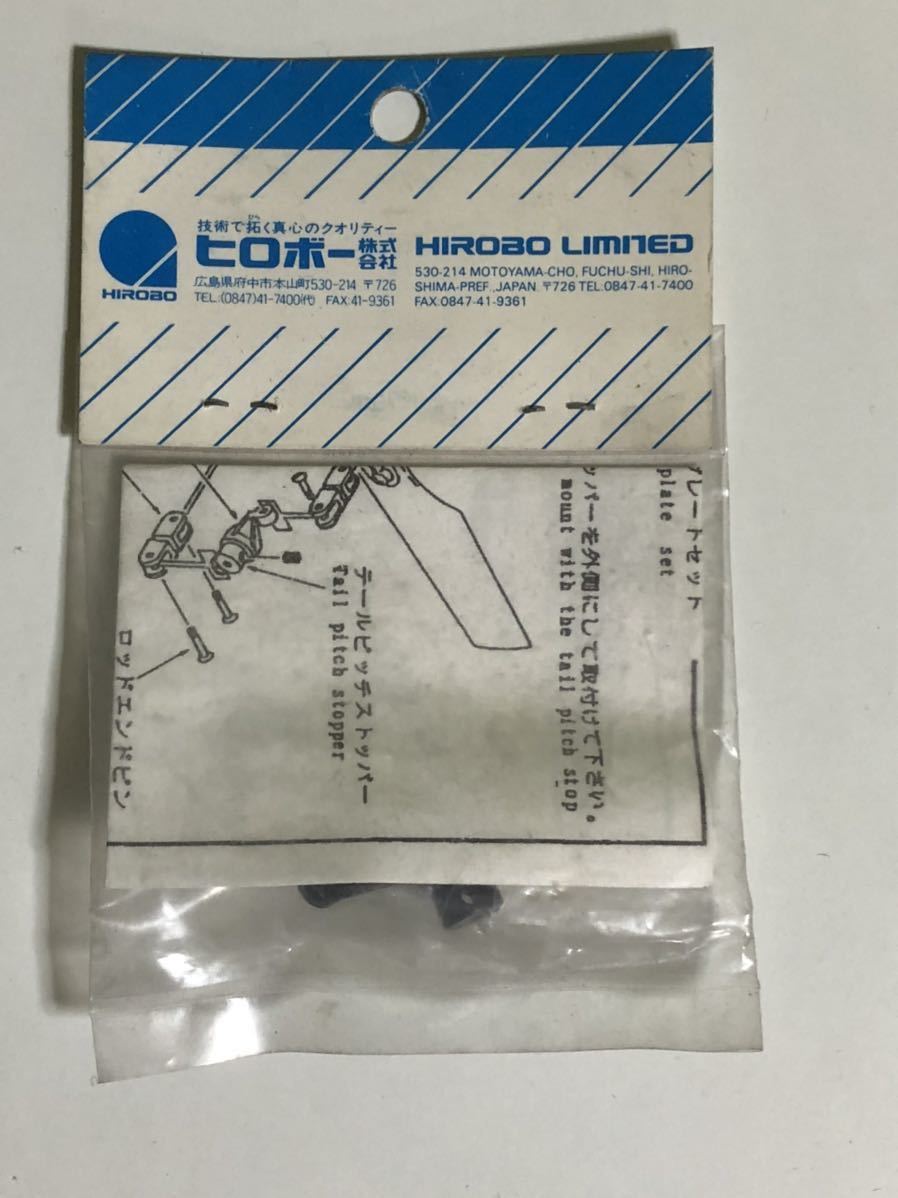 HIROBO
技術で拓く真心のクオリティー
ひら
ヒロボー株式会社
広島県府中市本山町530-214 〒726
TEL:(0847)41-7400(代) FAX:41-9361
HIROBO LIMITED
530-214 MOTOYAMA-CHO, FUCHU-SHI, HIRO-
SHIMA-PREF., JAPAN. 〒726 TEL:0847-41-7400
FAX:0847-41-9361
プレートセット
plate set
ッパーを外側にして取付けて下さい。
mount with the tail pitch stop
テールピッチストッパー
Tail pitch stopper
ロッドエンドピン